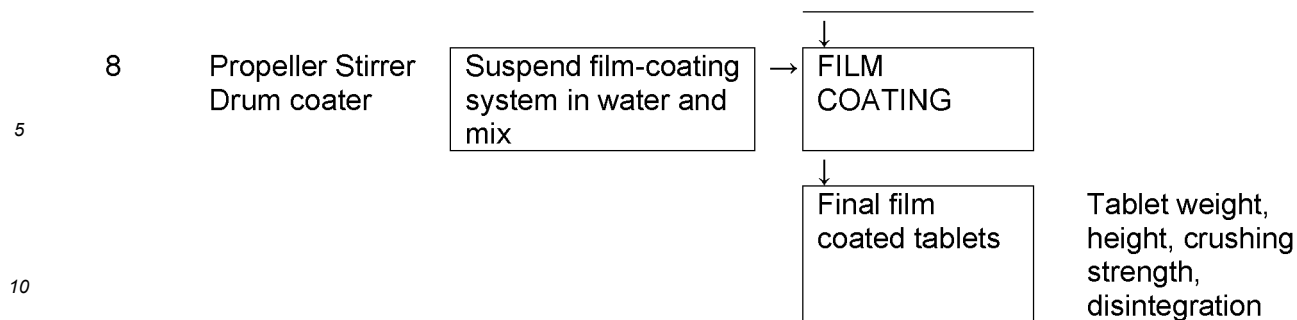 ↓
8 Propeller Stirrer Suspend film-coating → FILM
Drum coater system in water and COATING
5 mix
↓
Final film Tablet weight,
coated tablets height, crushing
strength,
10 disintegration